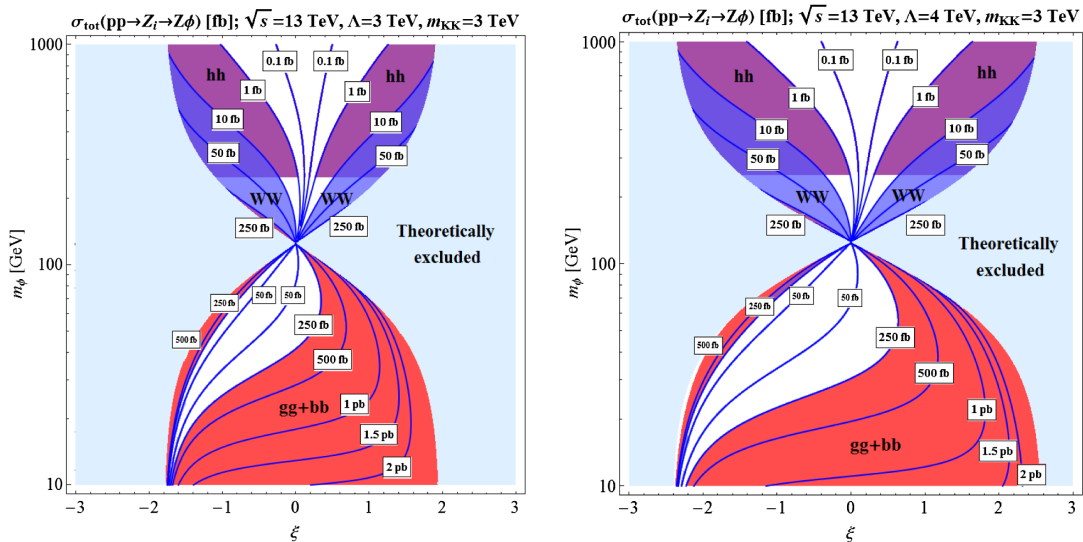 σtot(pp→Zi→Zϕ) [fb]; √s =13 TeV, Λ=3 TeV, mKK=3 TeV
1000
100
10
mϕ [GeV]
0.1 fb
0.1 fb
hh
hh
1 fb
1 fb
10 fb
10 fb
50 fb
50 fb
WW
WW
250 fb
250 fb
Theoretically
excluded
250 fb
50 fb
50 fb
500 fb
250 fb
500 fb
gg+bb
1 pb
1.5 pb
2 pb
−3
−2
−1
0
1
2
3
ξ
σtot(pp→Zi→Zϕ) [fb]; √s =13 TeV, Λ=4 TeV, mKK=3 TeV
1000
100
10
mϕ [GeV]
0.1 fb
0.1 fb
hh
hh
1 fb
1 fb
10 fb
10 fb
50 fb
50 fb
WW
WW
250 fb
250 fb
Theoretically
excluded
250 fb
50 fb
50 fb
500 fb
250 fb
500 fb
gg+bb
1 pb
1.5 pb
2 pb
−3
−2
−1
0
1
2
3
ξ